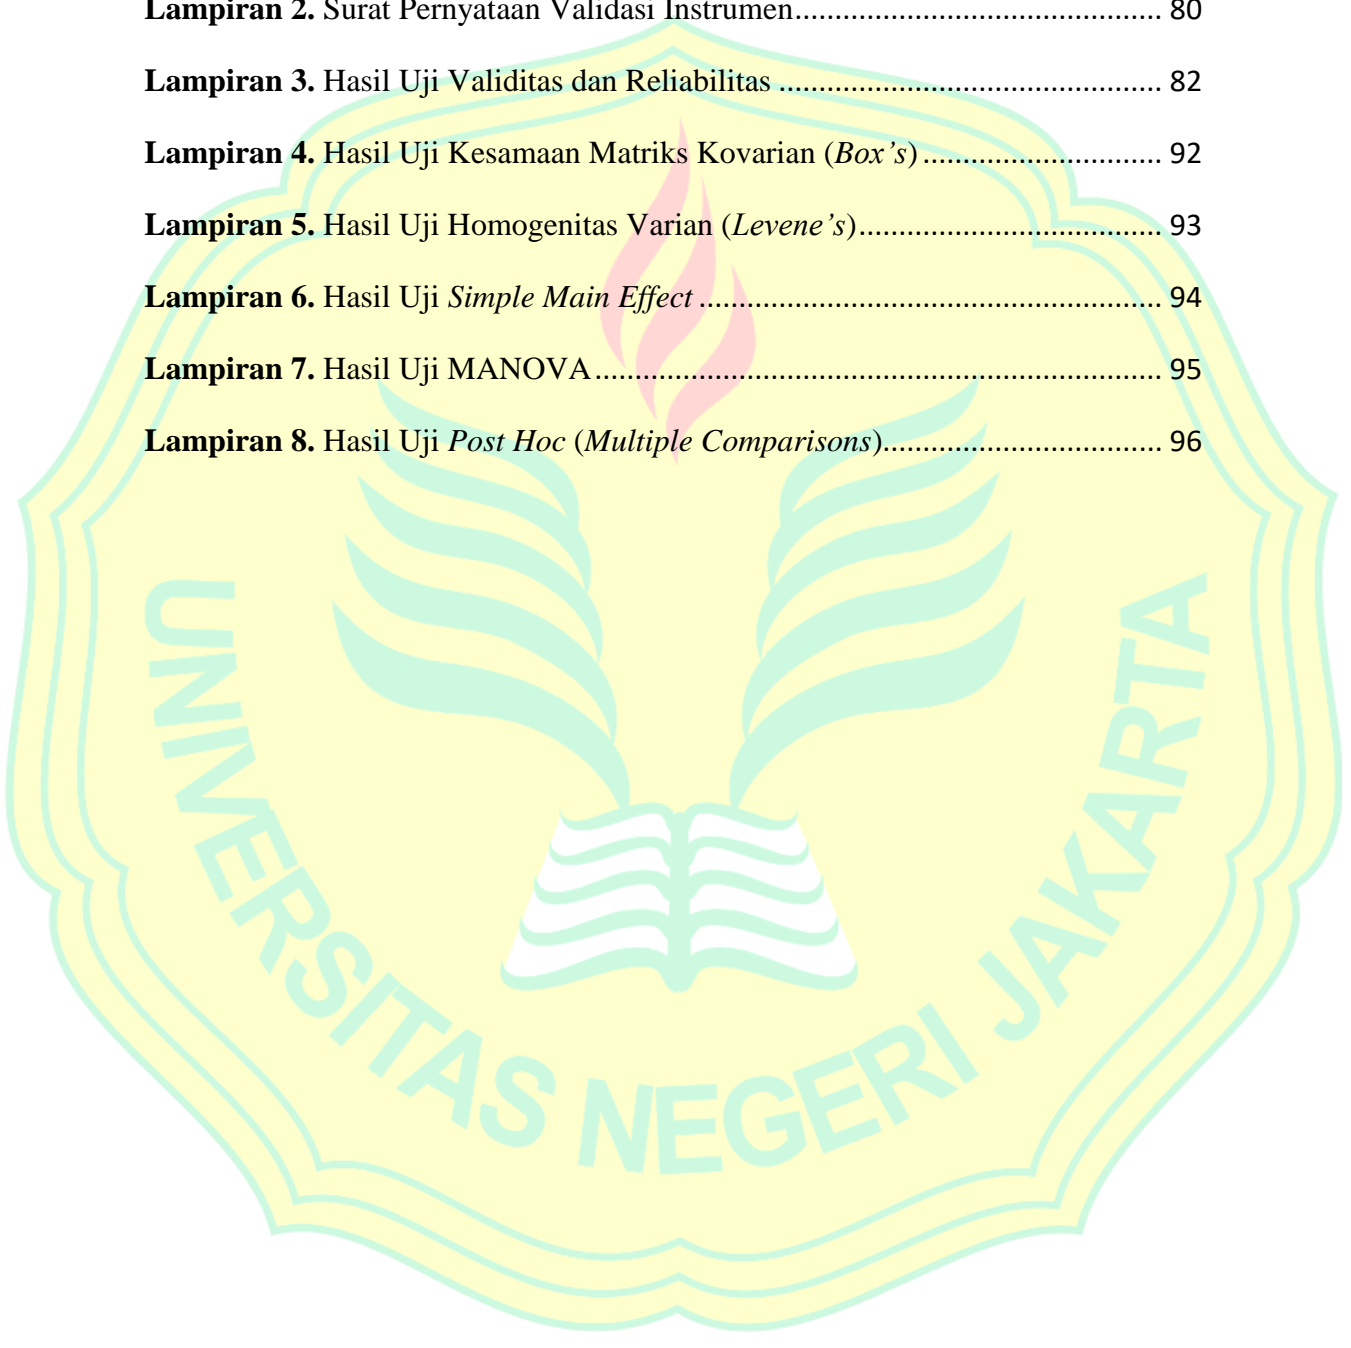 Lampiran 2. Surat Pernyataan Validasi Instrumen.............................................. 80
Lampiran 3. Hasil Uji Validitas dan Reliabilitas ................................................ 82
Lampiran 4. Hasil Uji Kesamaan Matriks Kovarian (Box’s) .............................. 92
Lampiran 5. Hasil Uji Homogenitas Varian (Levene’s)...................................... 93
Lampiran 6. Hasil Uji Simple Main Effect .......................................................... 94
Lampiran 7. Hasil Uji MANOVA ....................................................................... 95
Lampiran 8. Hasil Uji Post Hoc (Multiple Comparisons)................................... 96
UNIVERSITAS NEGERI JAKARTA